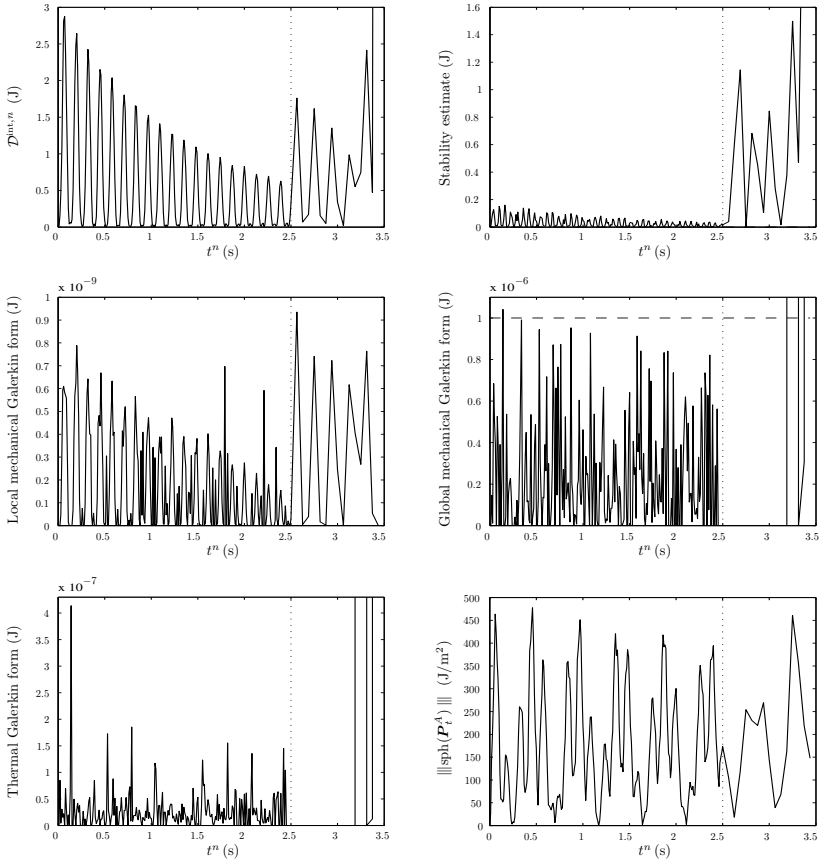 3
2.5
2
1.5
1
0.5
0
𝒟^{int,n} (J)
0 0.5 1 1.5 2 2.5 3 3.5
t^n (s)
1.6
1.4
1.2
1
0.8
0.6
0.4
0.2
0
Stability estimate (J)
0 0.5 1 1.5 2 2.5 3 3.5
t^n (s)
x 10^{-9}
1
0.9
0.8
0.7
0.6
0.5
0.4
0.3
0.2
0.1
0
Local mechanical Galerkin form (J)
0 0.5 1 1.5 2 2.5 3 3.5
t^n (s)
x 10^{-6}
1
0.8
0.6
0.4
0.2
0
Global mechanical Galerkin form (J)
0 0.5 1 1.5 2 2.5 3 3.5
t^n (s)
x 10^{-7}
4
3.5
3
2.5
2
1.5
1
0.5
0
Thermal Galerkin form (J)
0 0.5 1 1.5 2 2.5 3 3.5
t^n (s)
500
450
400
350
300
250
200
150
100
50
0
||||sph(P_t^A)|||| (J/m²)
0 0.5 1 1.5 2 2.5 3 3.5
t^n (s)